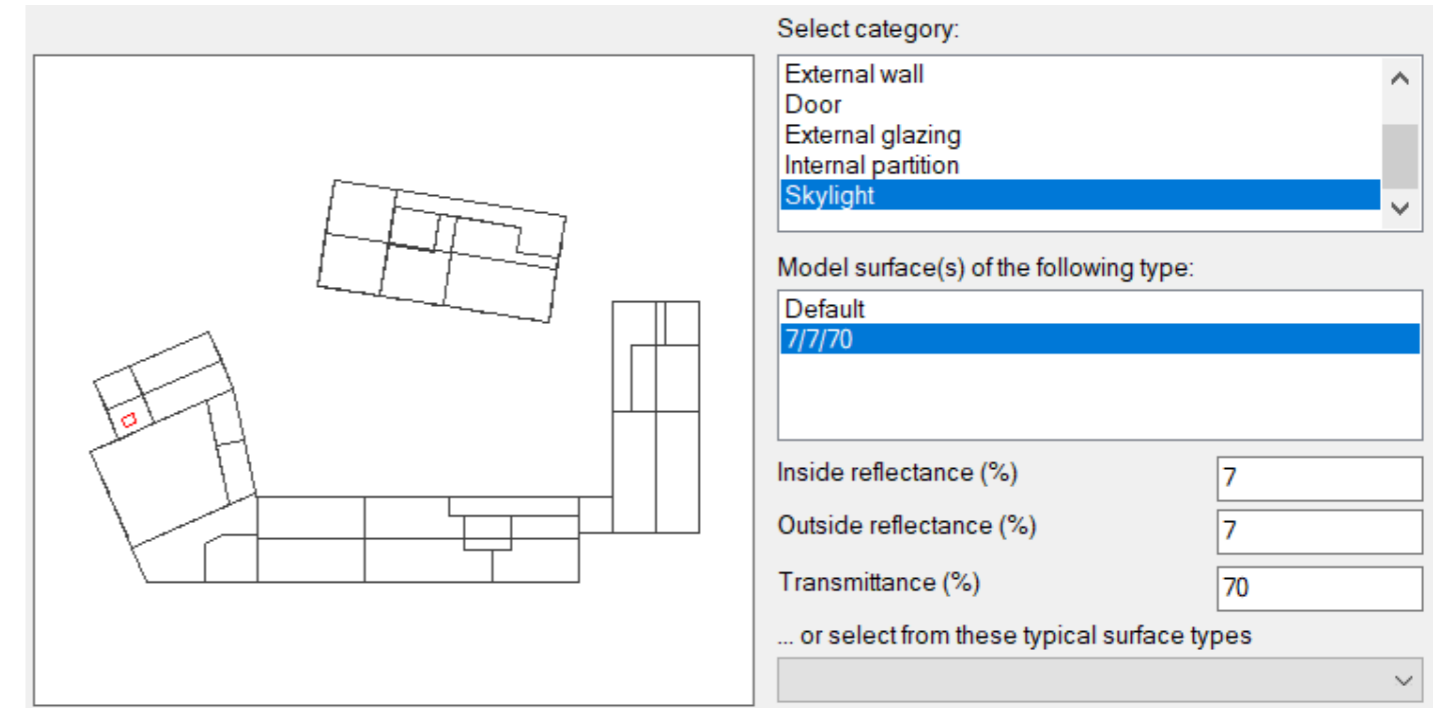 Select category:
External wall
Door
External glazing
Internal partition
Skylight
Model surface(s) of the following type:
Default
7/7/70
Inside reflectance (%)
7
Outside reflectance (%)
7
Transmittance (%)
70
... or select from these typical surface types